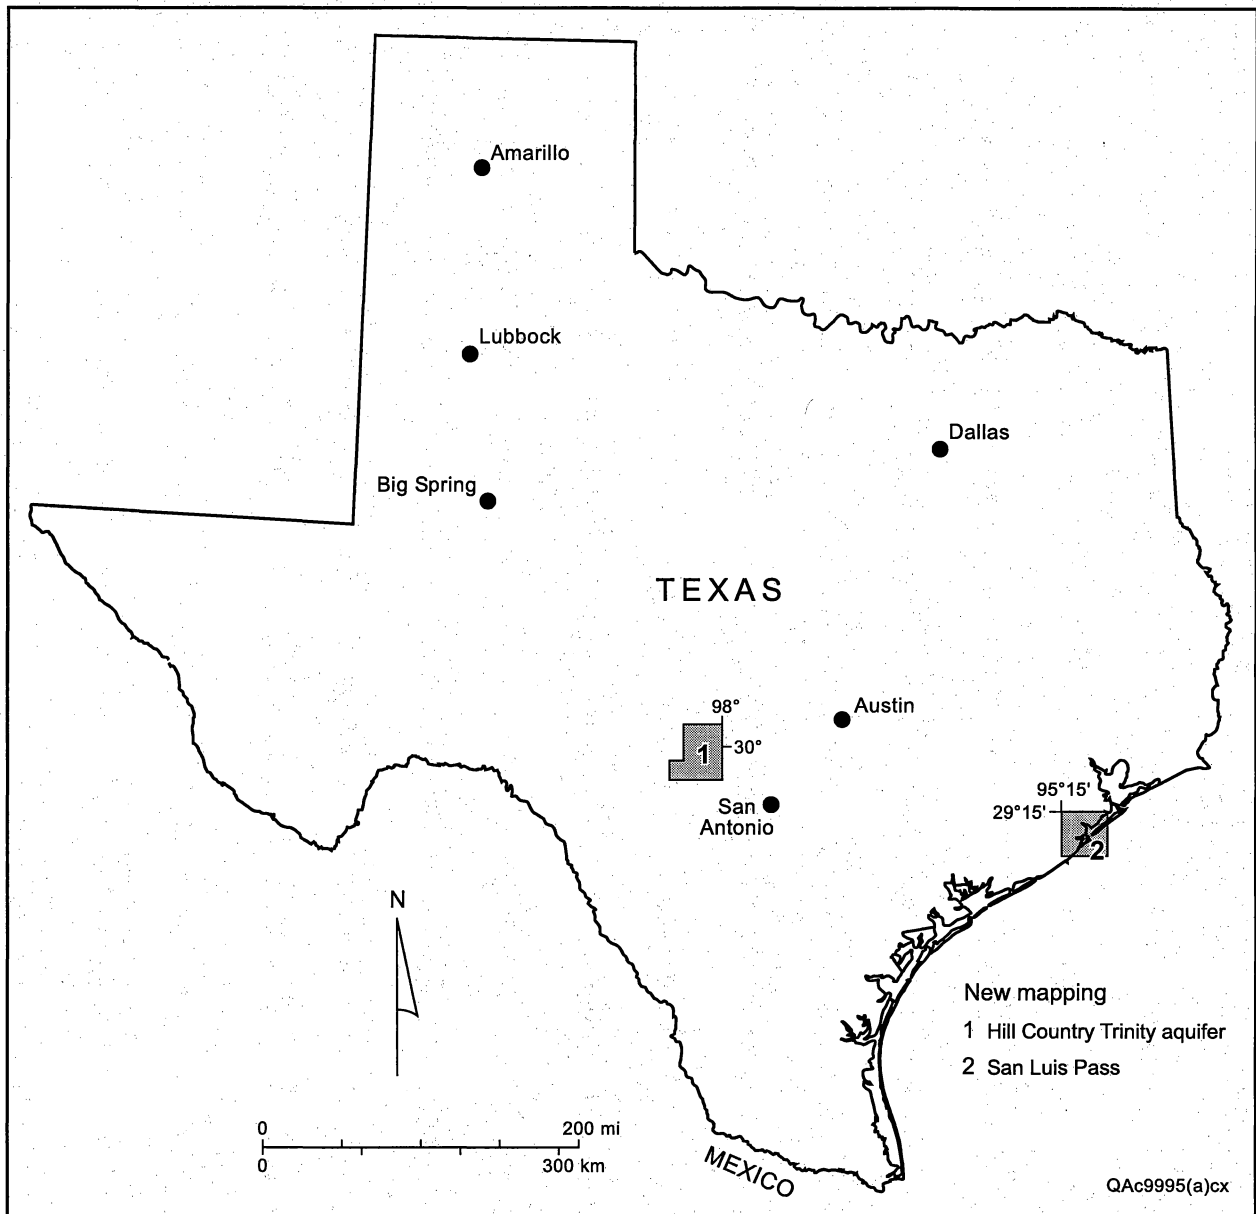 Amarillo
Lubbock
Dallas
Big Spring
TEXAS
98°
Austin
1
30°
San
Antonio
95°15'
29°15'
2
N
New mapping
1 Hill Country Trinity aquifer
2 San Luis Pass
0 200 mi
0 300 km
MEXICO
QAc9995(a)cx